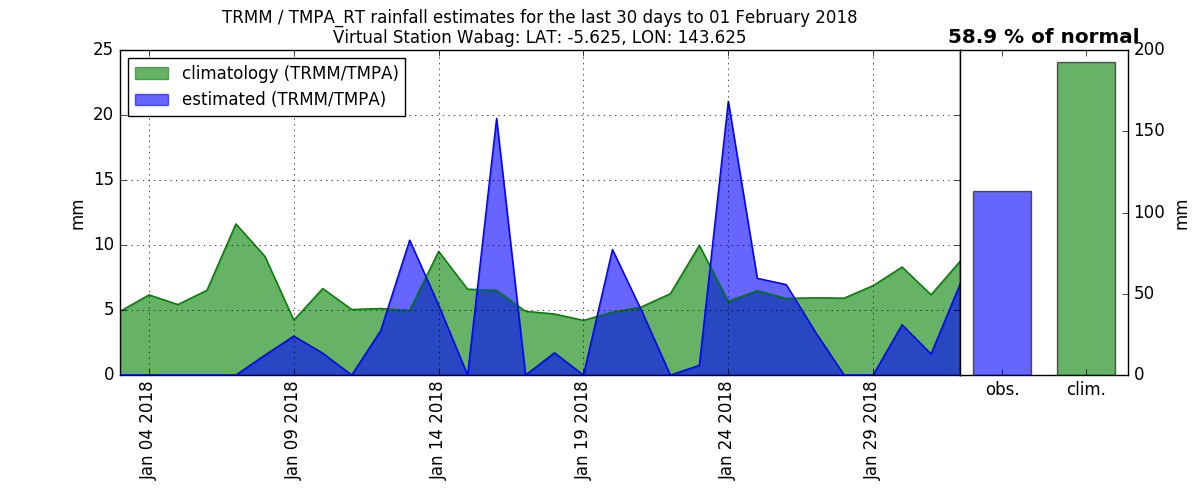 TRMM / TMPA_RT rainfall estimates for the last 30 days to 01 February 2018
Virtual Station Wabag: LAT: -5.625, LON: 143.625
58.9 % of normal
climatology (TRMM/TMPA)
estimated (TRMM/TMPA)
25
20
15
10
5
0
mm
Jan 04 2018
Jan 09 2018
Jan 14 2018
Jan 19 2018
Jan 24 2018
Jan 29 2018
obs.
clim.
200
150
100
50
0
mm